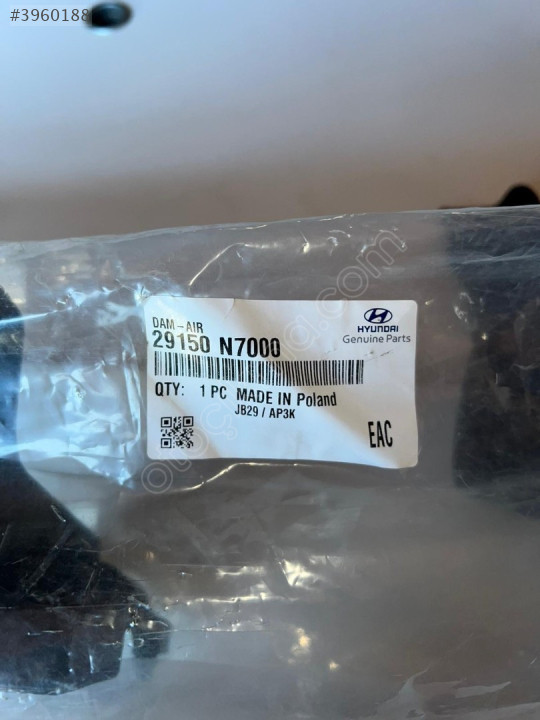 #3960188
DAM-AIR
29150 N7000
HYUNDAI
Genuine Parts
QTY: 1 PC MADE IN Poland
JB29 / AP3K
EAC